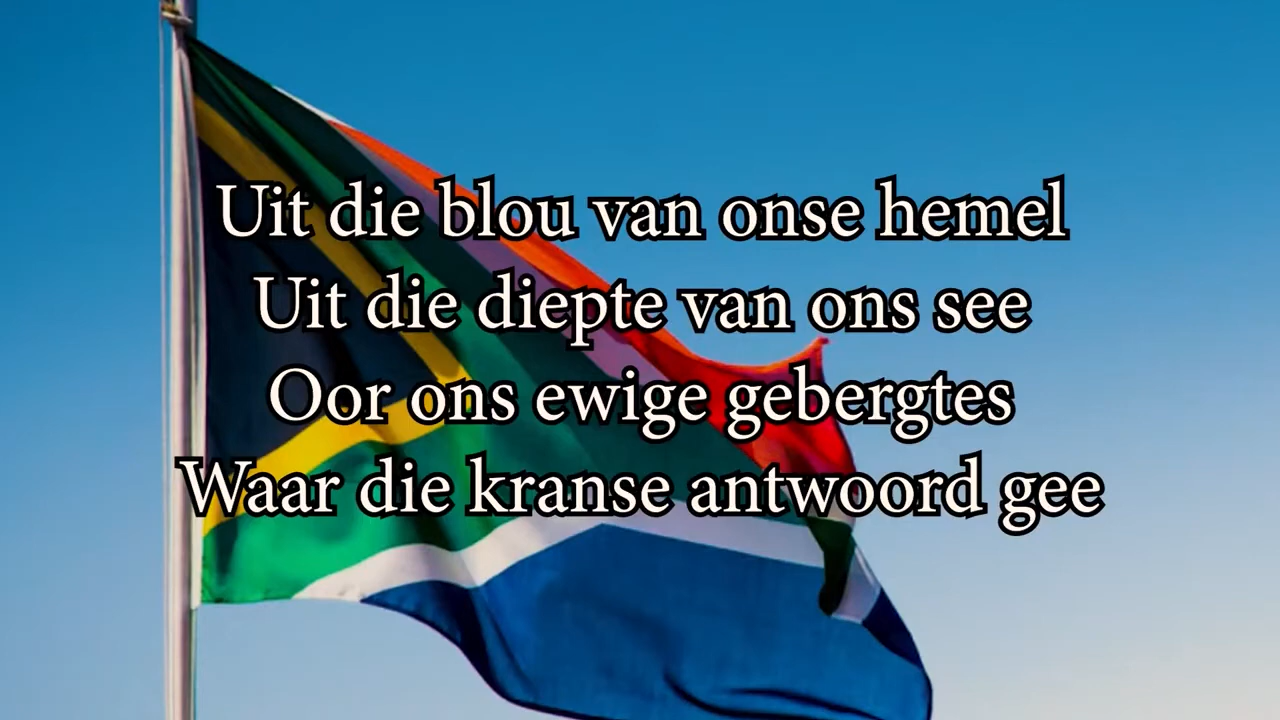 Uit die blou van onse hemel
Uit die diepte van ons see
Oor ons ewige gebergtes
Waar die kranse antwoord gee